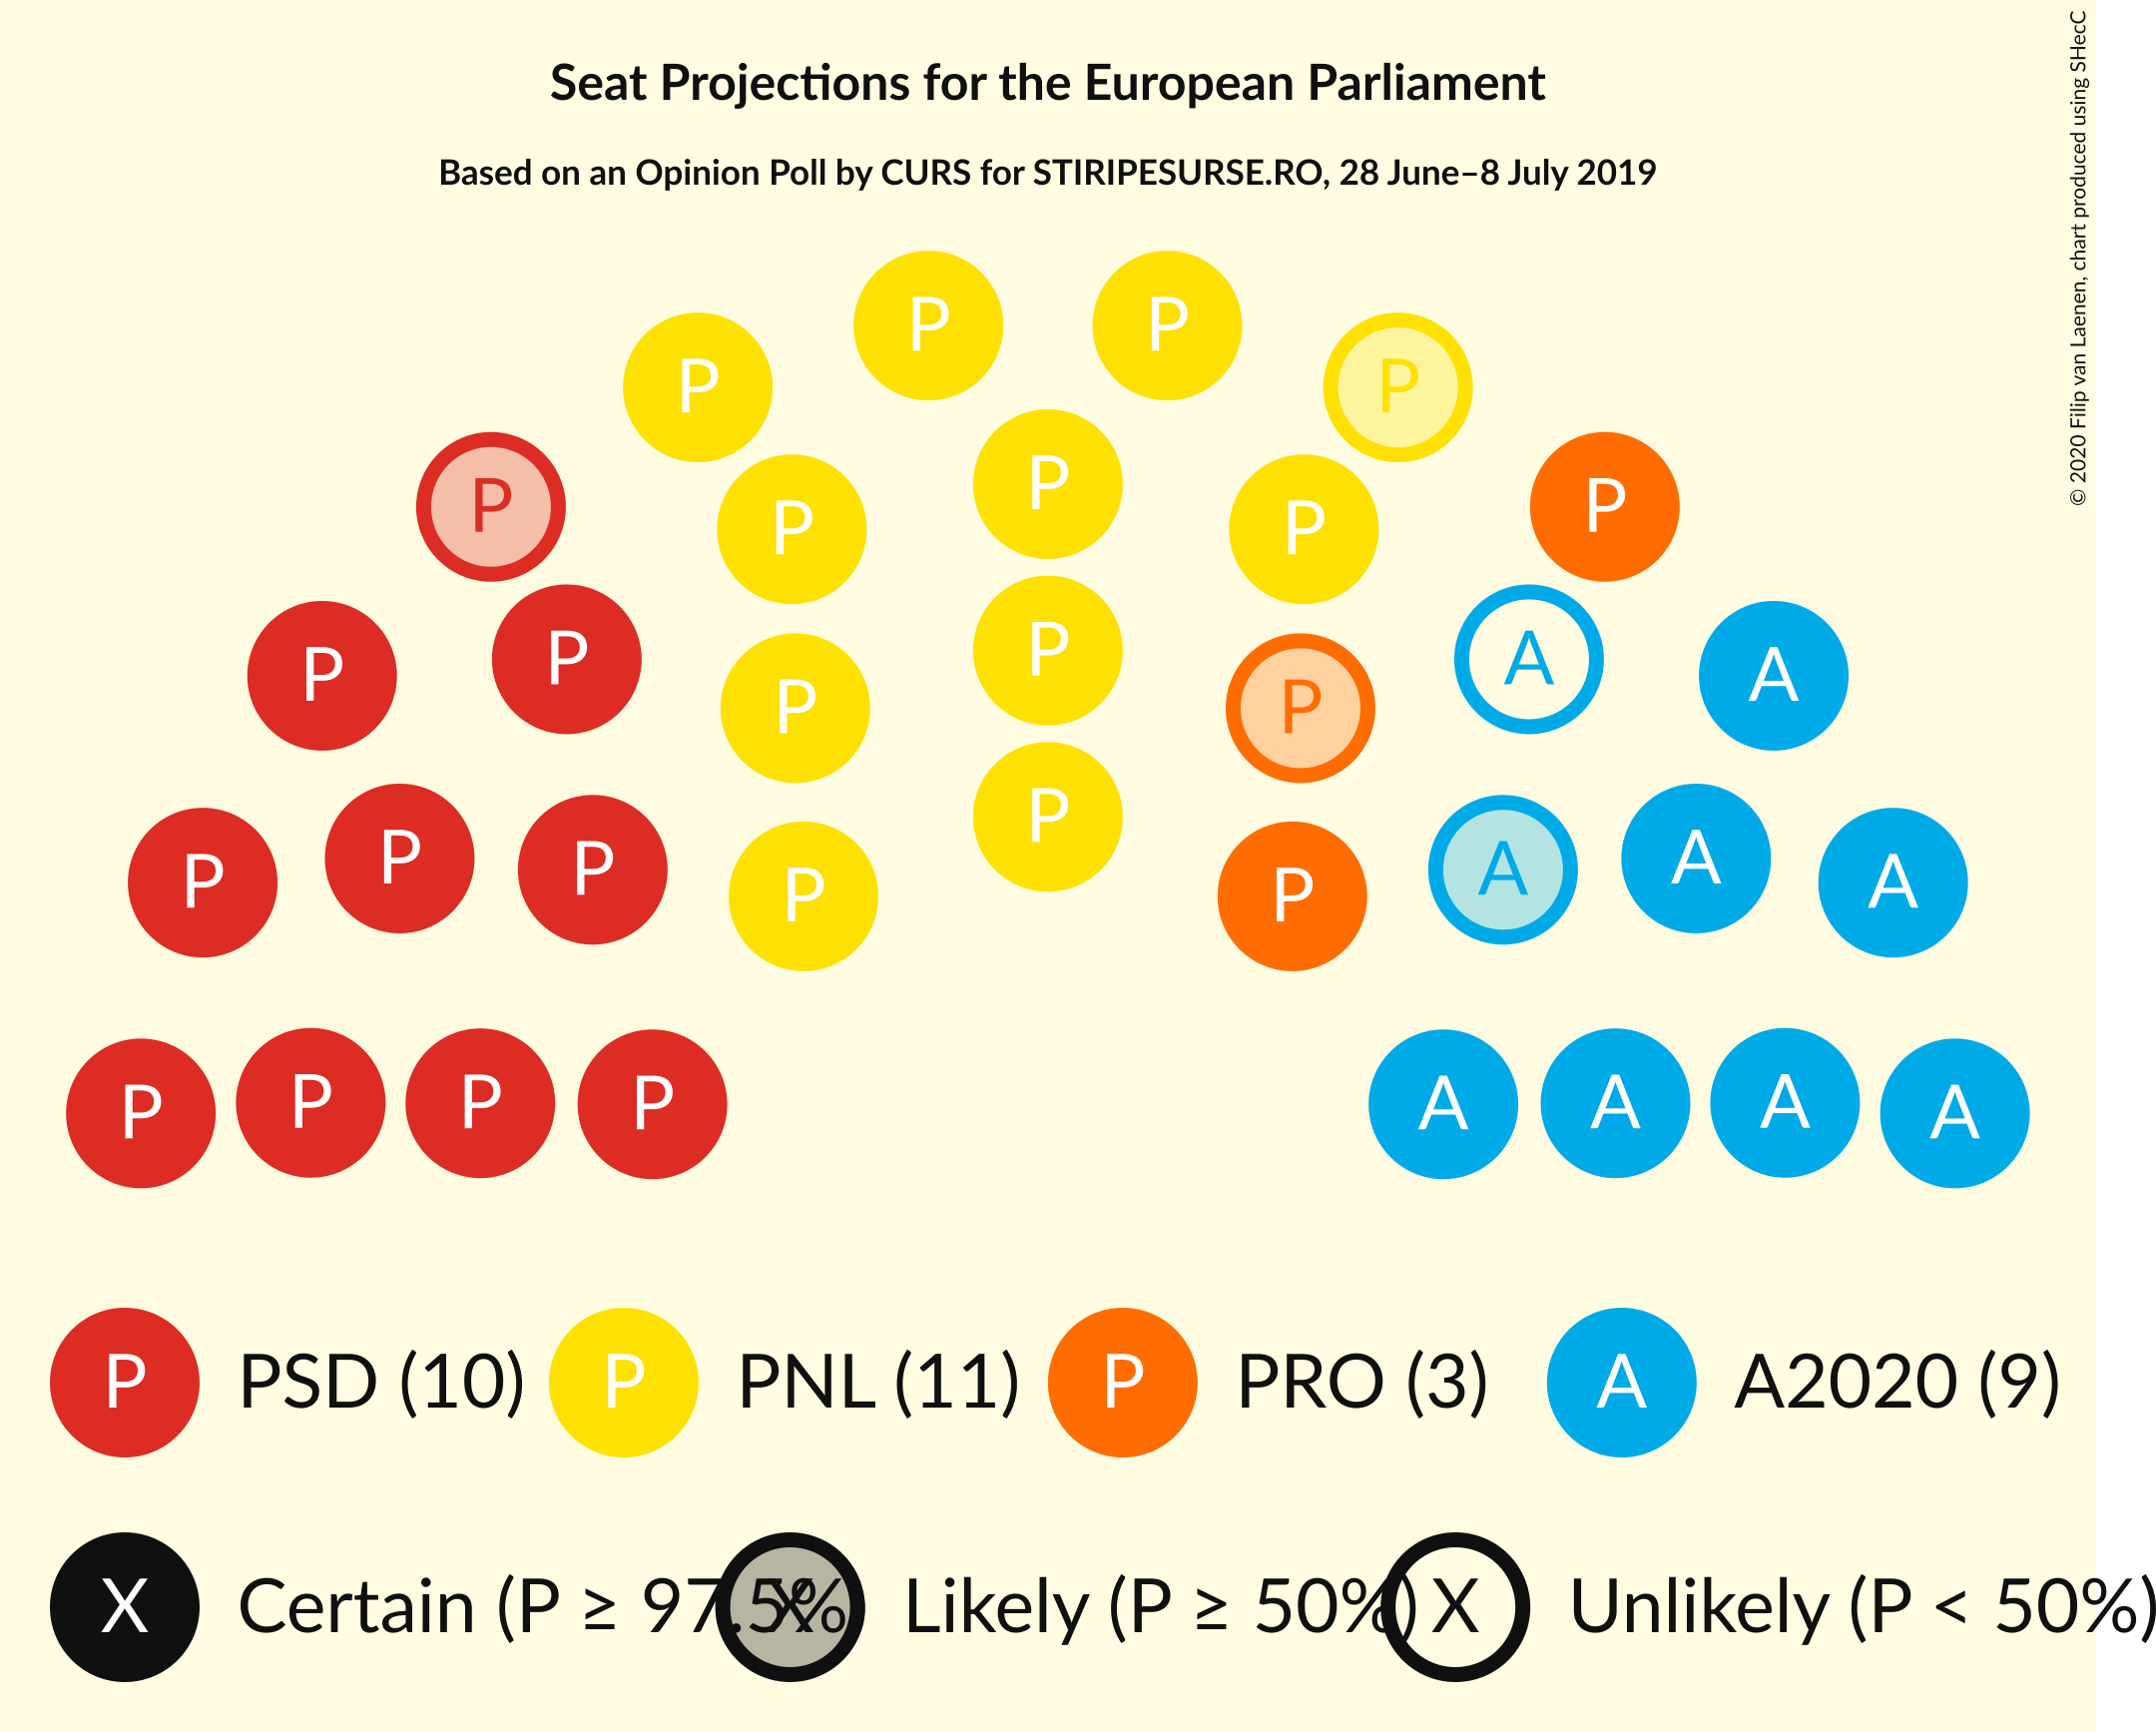 Seat Projections for the European Parliament
Based on an Opinion Poll by CURS for STIRIPESURSE.RO, 28 June–8 July 2019
© 2020 Filip van Laenen, chart produced using SHecC
P P
P P
P
P P P P
P P A A
P
P P P
P P A A A
P P P P
A A A A
P PSD (10) P PNL (11) P PRO (3) A A2020 (9)
X Certain (P ≥ 97.5% X Likely (P ≥ 50%) X Unlikely (P < 50%)